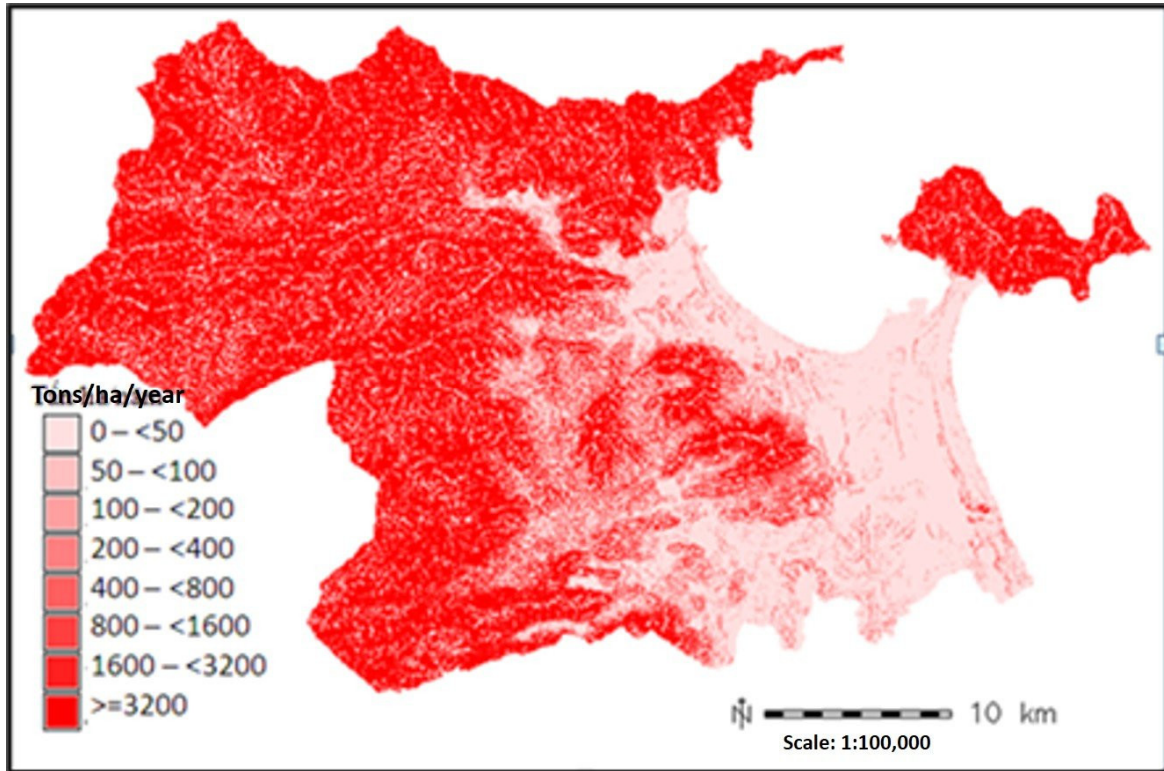 Tons/ha/year
0 – <50
50 – <100
100 – <200
200 – <400
400 – <800
800 – <1600
1600 – <3200
>=3200
N
10 km
Scale: 1:100,000